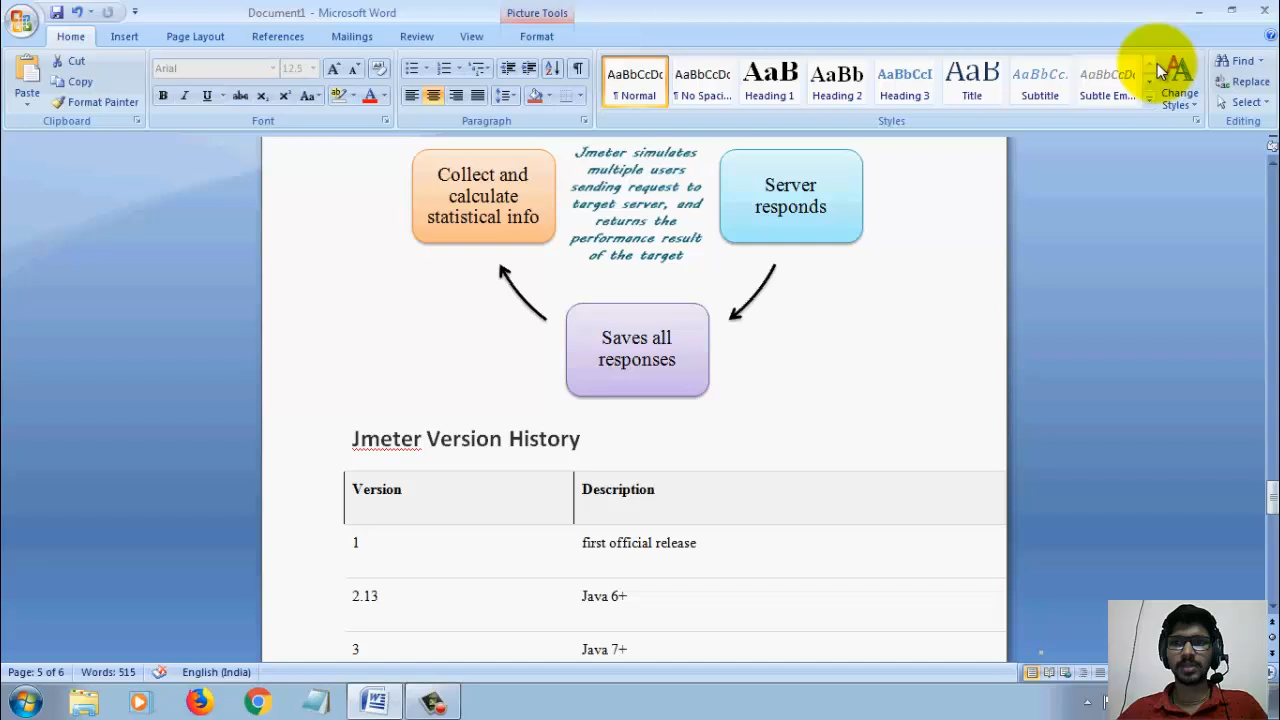 Document1 - Microsoft Word
Picture Tools
Home
Insert
Page Layout
References
Mailings
Review
View
Format
Paste
Cut
Copy
Format Painter
Clipboard
Arial
12.5
Font
Paragraph
AaBbCcDc
¶ Normal
AaBbCcDc
¶ No Spaci...
AaB
Heading 1
AaBb
Heading 2
AaBbCcI
Heading 3
AaB
Title
AaBbCc.
Subtitle
AaBbCcDc
Subtle Em...
Change
Styles
Styles
Find
Replace
Select
Editing
Collect and
calculate
statistical info
Jmeter simulates
multiple users
sending request to
target server, and
returns the
performance result
of the target
Server
responds
Saves all
responses
Jmeter Version History
Version
Description
1
first official release
2.13
Java 6+
3
Java 7+
Page: 5 of 6
Words: 515
English (India)